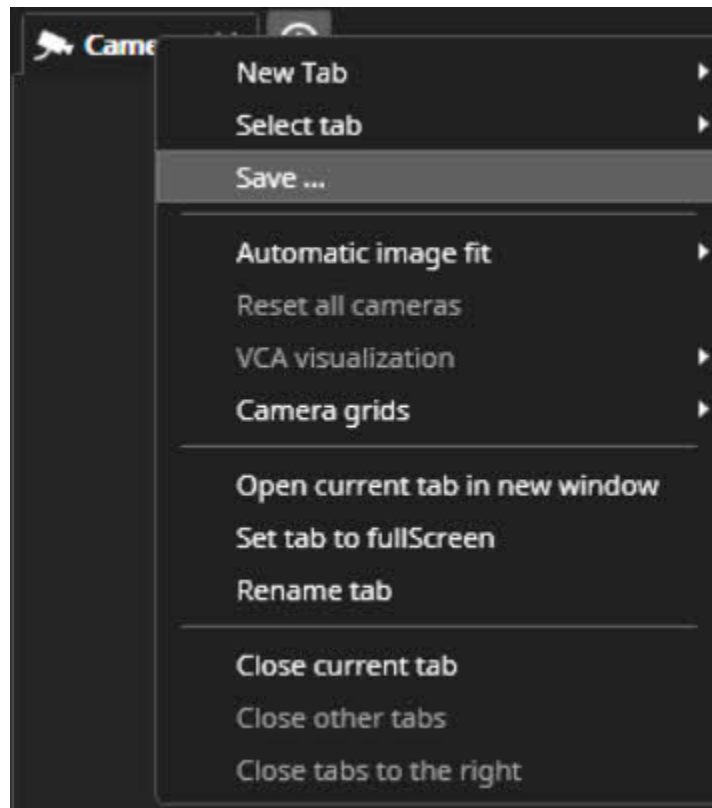 Came
New Tab
Select tab
Save ...
Automatic image fit
Reset all cameras
VCA visualization
Camera grids
Open current tab in new window
Set tab to fullScreen
Rename tab
Close current tab
Close other tabs
Close tabs to the right